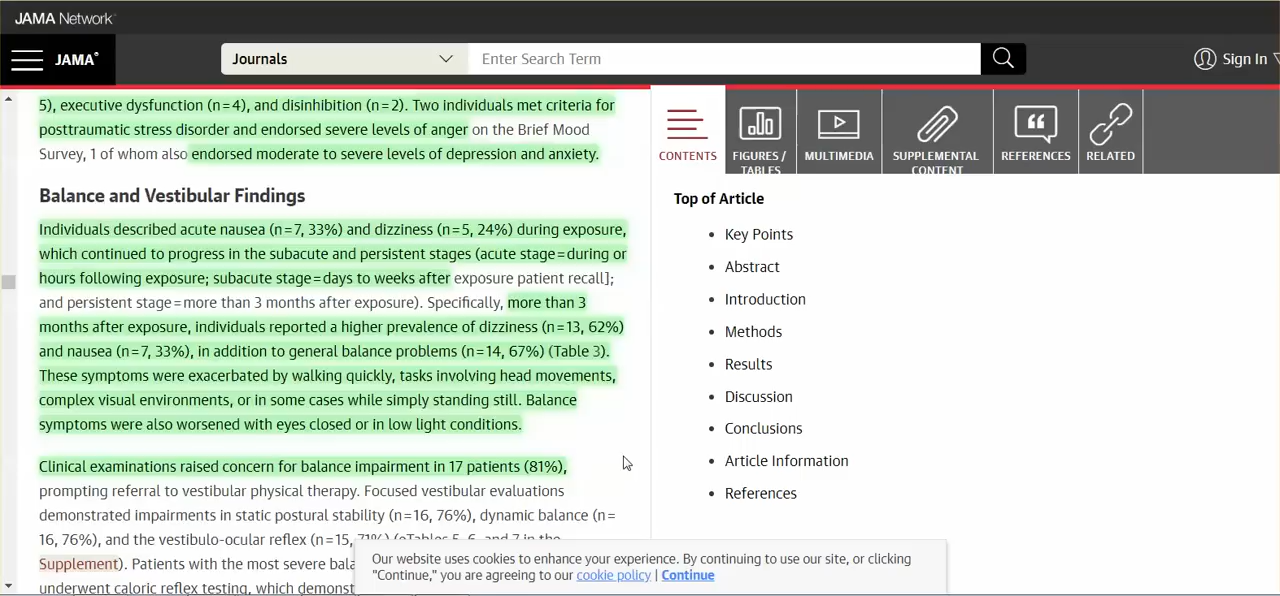 JAMA Network™
JAMA®
Journals
Enter Search Term
Sign In
5), executive dysfunction (n=4), and disinhibition (n=2). Two individuals met criteria for
posttraumatic stress disorder and endorsed severe levels of anger on the Brief Mood
Survey, 1 of whom also endorsed moderate to severe levels of depression and anxiety.
Balance and Vestibular Findings
Individuals described acute nausea (n=7, 33%) and dizziness (n=5, 24%) during exposure,
which continued to progress in the subacute and persistent stages (acute stage=during or
hours following exposure; subacute stage=days to weeks after exposure patient recall];
and persistent stage=more than 3 months after exposure). Specifically, more than 3
months after exposure, individuals reported a higher prevalence of dizziness (n=13, 62%)
and nausea (n=7, 33%), in addition to general balance problems (n=14, 67%) (Table 3).
These symptoms were exacerbated by walking quickly, tasks involving head movements,
complex visual environments, or in some cases while simply standing still. Balance
symptoms were also worsened with eyes closed or in low light conditions.
Clinical examinations raised concern for balance impairment in 17 patients (81%),
prompting referral to vestibular physical therapy. Focused vestibular evaluations
demonstrated impairments in static postural stability (n=16, 76%), dynamic balance (n=
16, 76%), and the vestibulo-ocular reflex (n=15, 71%) (eTables 5, 6, and 7 in the
Supplement). Patients with the most severe bala
underwent caloric reflex testing, which demonst
CONTENTS
FIGURES /
TABLES
MULTIMEDIA
SUPPLEMENTAL
CONTENT
REFERENCES
RELATED
Top of Article
• Key Points
• Abstract
• Introduction
• Methods
• Results
• Discussion
• Conclusions
• Article Information
• References
Our website uses cookies to enhance your experience. By continuing to use our site, or clicking
"Continue," you are agreeing to our cookie policy | Continue